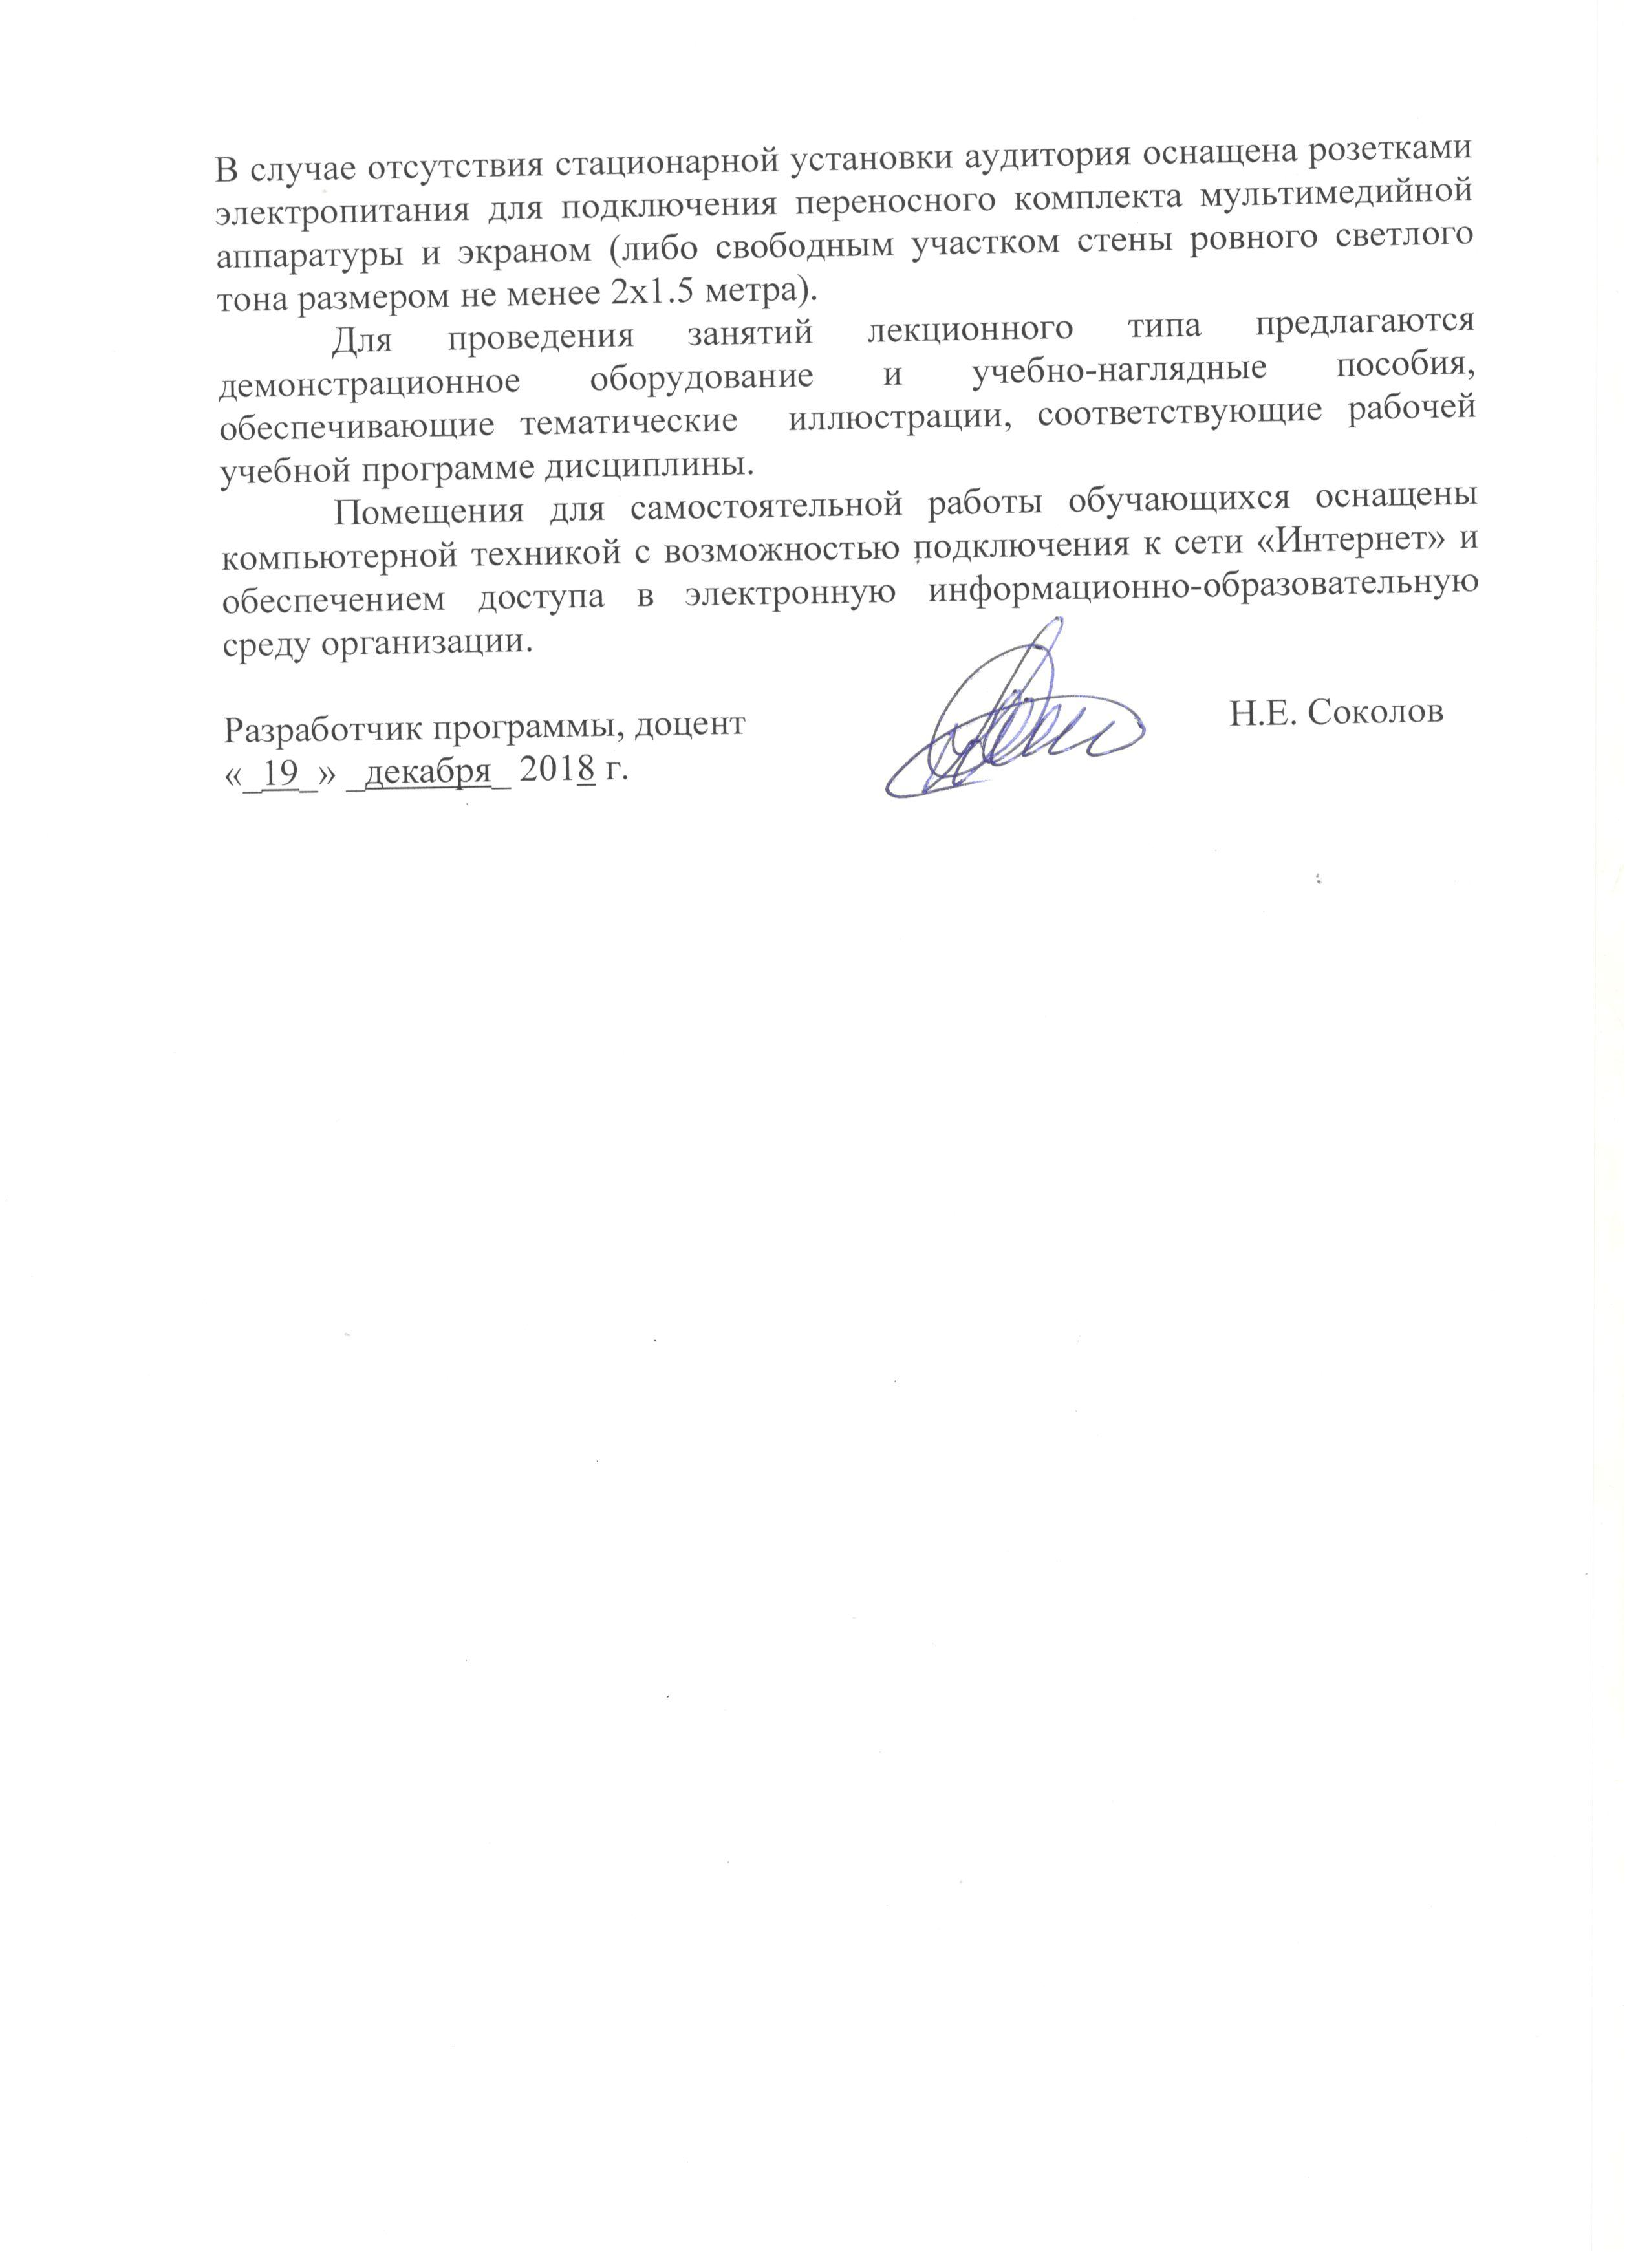 В случае отсутствия стационарной установки аудитория оснащена розетками
электропитания для подключения переносного комплекта мультимедийной
аппаратуры и экраном (либо свободным участком стены ровного светлого
тона размером не менее 2х1.5 метра).
Для проведения занятий лекционного типа предлагаются
демонстрационное оборудование и учебно-наглядные пособия,
обеспечивающие тематические иллюстрации, соответствующие рабочей
учебной программе дисциплины.
Помещения для самостоятельной работы обучающихся оснащены
компьютерной техникой с возможностью подключения к сети «Интернет» и
обеспечением доступа в электронную информационно-образовательную
среду организации.
Разработчик программы, доцент Н.Е. Соколов
«_19_» _декабря_ 2018 г.